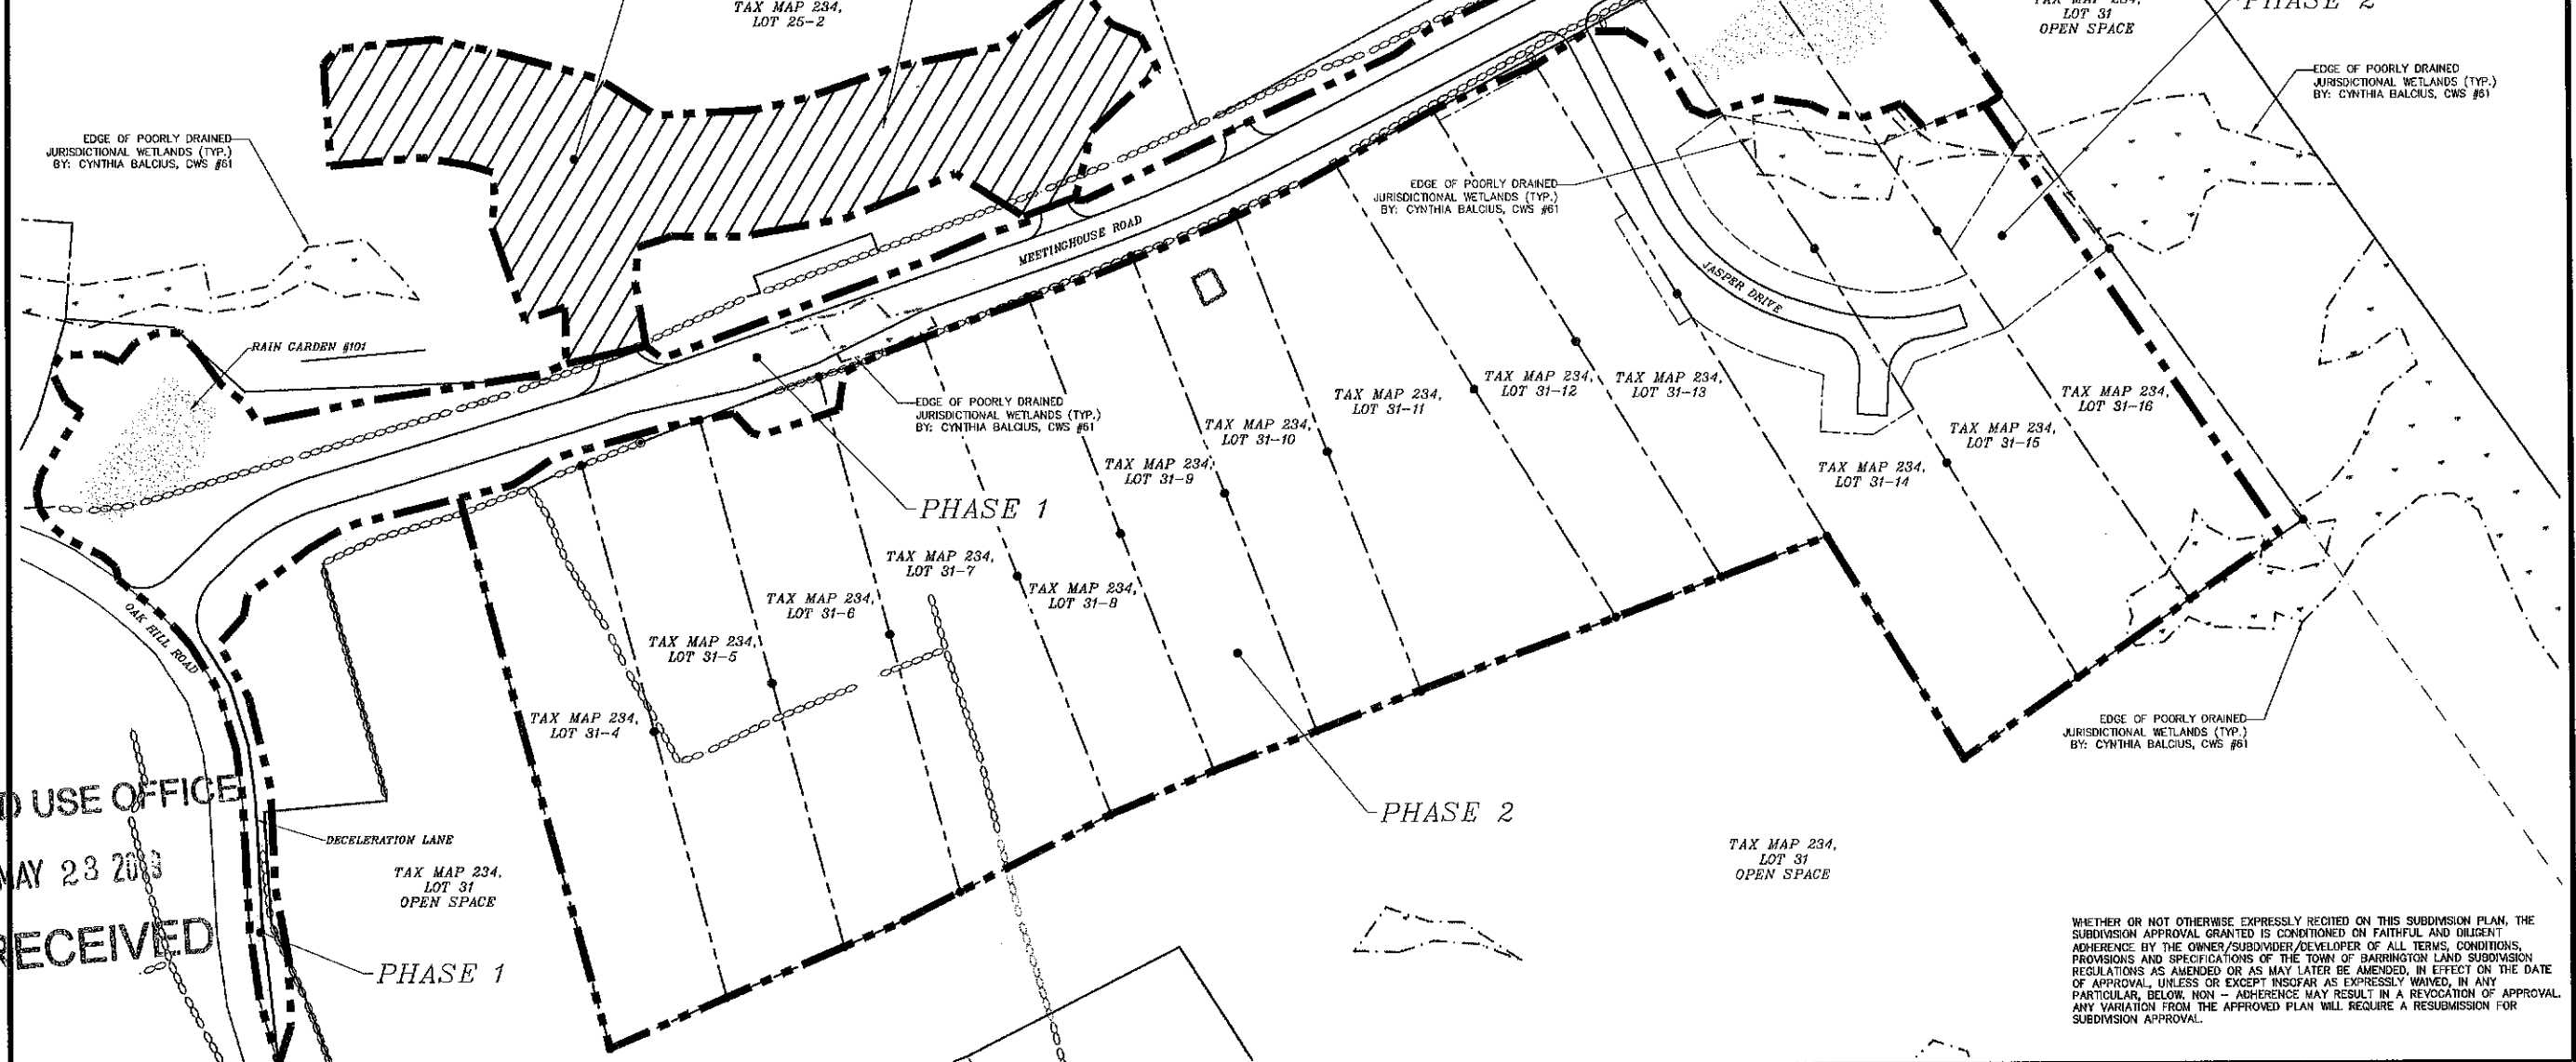 TAX MAP 234,
LOT 25-2
TAX MAP 234,
LOT 31
OPEN SPACE
PHASE 2
EDGE OF POORLY DRAINED
JURISDICTIONAL WETLANDS (TYP.)
BY: CYNTHIA BALCIUS, CWS #61
EDGE OF POORLY DRAINED
JURISDICTIONAL WETLANDS (TYP.)
BY: CYNTHIA BALCIUS, CWS #61
EDGE OF POORLY DRAINED
JURISDICTIONAL WETLANDS (TYP.)
BY: CYNTHIA BALCIUS, CWS #61
MEETINGHOUSE ROAD
JASPER DRIVE
RAIN GARDEN #101
EDGE OF POORLY DRAINED
JURISDICTIONAL WETLANDS (TYP.)
BY: CYNTHIA BALCIUS, CWS #61
TAX MAP 234,
LOT 31-12
TAX MAP 234,
LOT 31-13
TAX MAP 234,
LOT 31-11
TAX MAP 234,
LOT 31-16
TAX MAP 234,
LOT 31-10
TAX MAP 234,
LOT 31-15
TAX MAP 234,
LOT 31-9
TAX MAP 234,
LOT 31-14
PHASE 1
TAX MAP 234,
LOT 31-7
TAX MAP 234,
LOT 31-8
TAX MAP 234,
LOT 31-6
OAK HILL ROAD
TAX MAP 234,
LOT 31-5
TAX MAP 234,
LOT 31-4
EDGE OF POORLY DRAINED
JURISDICTIONAL WETLANDS (TYP.)
BY: CYNTHIA BALCIUS, CWS #61
USE OFFICE
PHASE 2
DECELERATION LANE
TAX MAP 234,
LOT 31
OPEN SPACE
MAY 23
TAX MAP 234,
LOT 31
OPEN SPACE
RECEIVED
PHASE 1
WHETHER OR NOT OTHERWISE EXPRESSLY RECITED ON THIS SUBDIVISION PLAN, THE
SUBDIVISION APPROVAL GRANTED IS CONDITIONED ON FAITHFUL AND DILIGENT
ADHERENCE BY THE OWNER/SUBDIVIDER/DEVELOPER OF ALL TERMS, CONDITIONS,
PROVISIONS AND SPECIFICATIONS OF THE TOWN OF BARRINGTON LAND SUBDIVISION
REGULATIONS AS AMENDED OR AS MAY LATER BE AMENDED, IN EFFECT ON THE DATE
OF APPROVAL, UNLESS OR EXCEPT INSOFAR AS EXPRESSLY WAIVED, IN ANY
PARTICULAR, BELOW. NON - ADHERENCE MAY RESULT IN A REVOCATION OF APPROVAL.
ANY VARIATION FROM THE APPROVED PLAN WILL REQUIRE A RESUBMISSION FOR
SUBDIVISION APPROVAL.